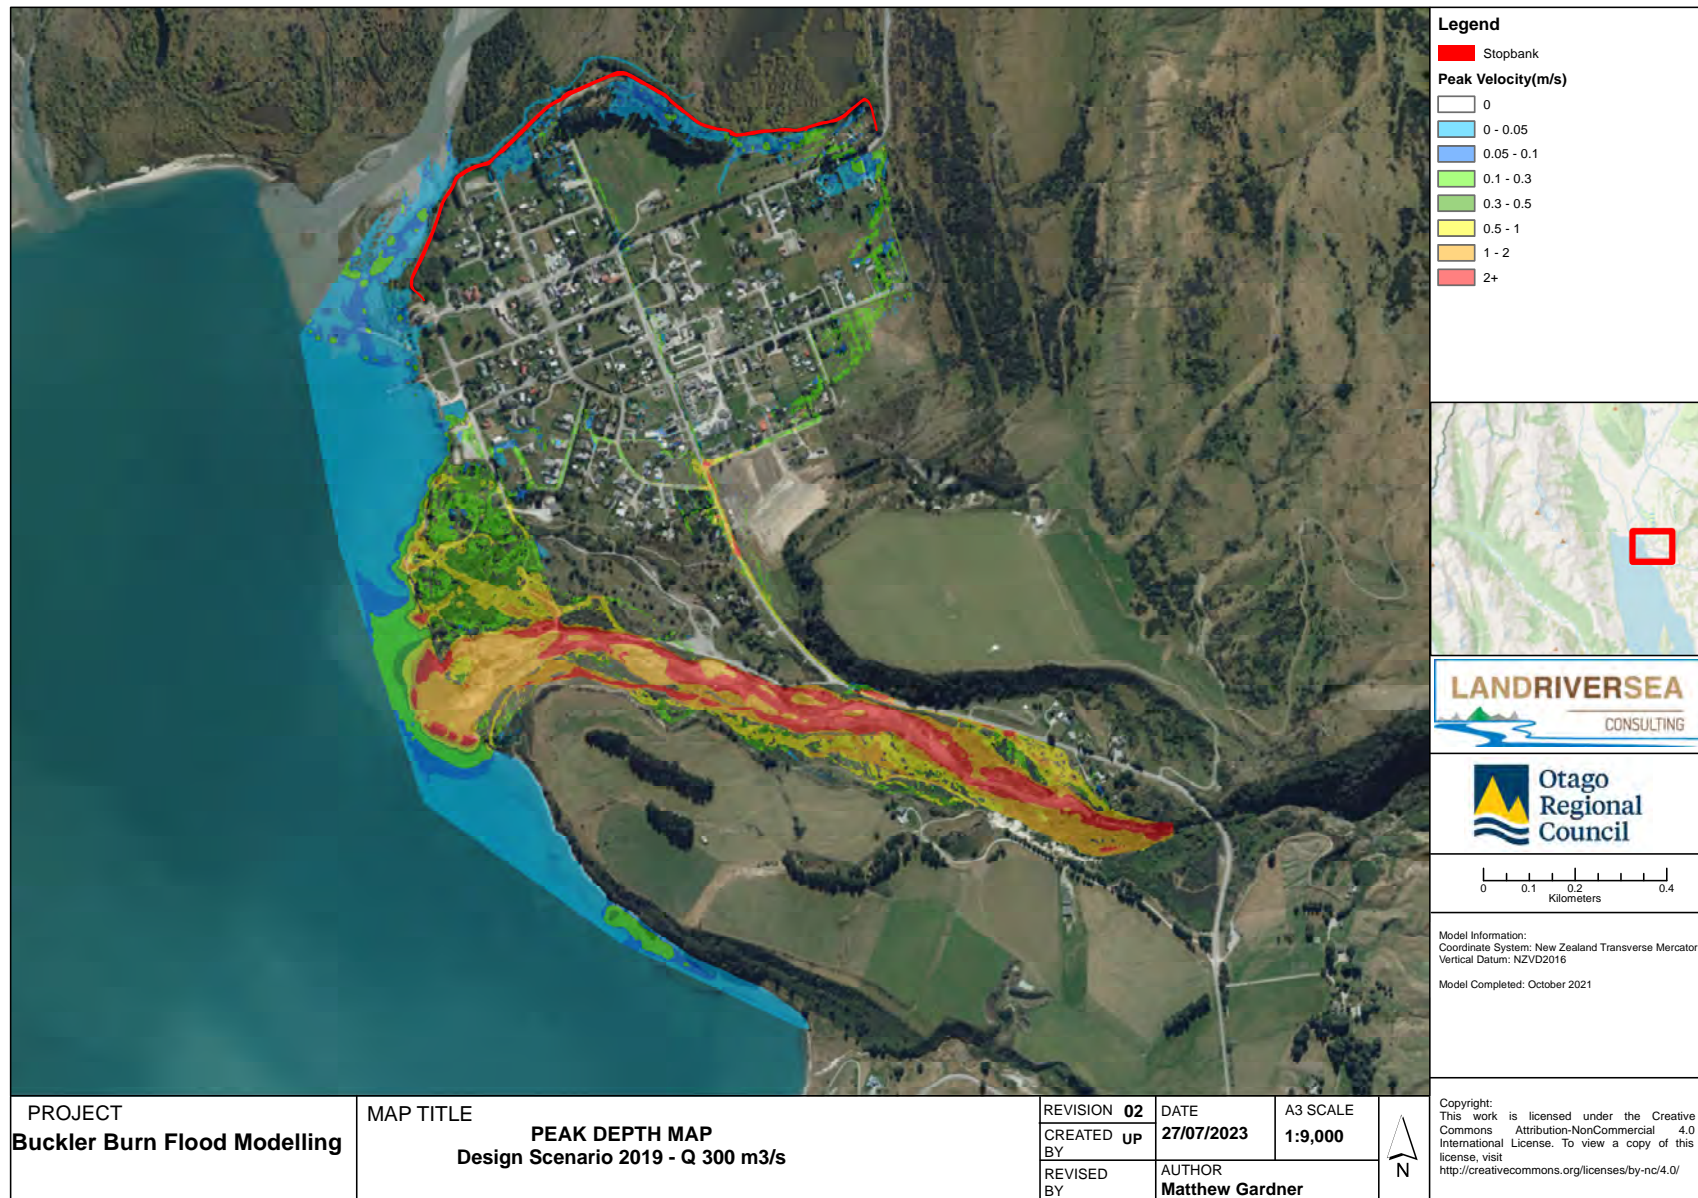 Legend
Stopbank
Peak Velocity(m/s)
0
0 - 0.05
0.05 - 0.1
0.1 - 0.3
0.3 - 0.5
0.5 - 1
1 - 2
2+
LANDRIVERSEA
CONSULTING
Otago
Regional
Council
0 0.1 0.2 0.4
Kilometers
Model Information:
Coordinate System: New Zealand Transverse Mercator
Vertical Datum: NZVD2016
Model Completed: October 2021
Copyright:
This work is licensed under the Creative
Commons Attribution-NonCommercial 4.0
International License. To view a copy of this
license, visit
http://creativecommons.org/licenses/by-nc/4.0/
PROJECT
Buckler Burn Flood Modelling
MAP TITLE
PEAK DEPTH MAP
Design Scenario 2019 - Q 300 m3/s
REVISION 02
CREATED BY UP
REVISED
BY
DATE
27/07/2023
A3 SCALE
1:9,000
AUTHOR
Matthew Gardner
N